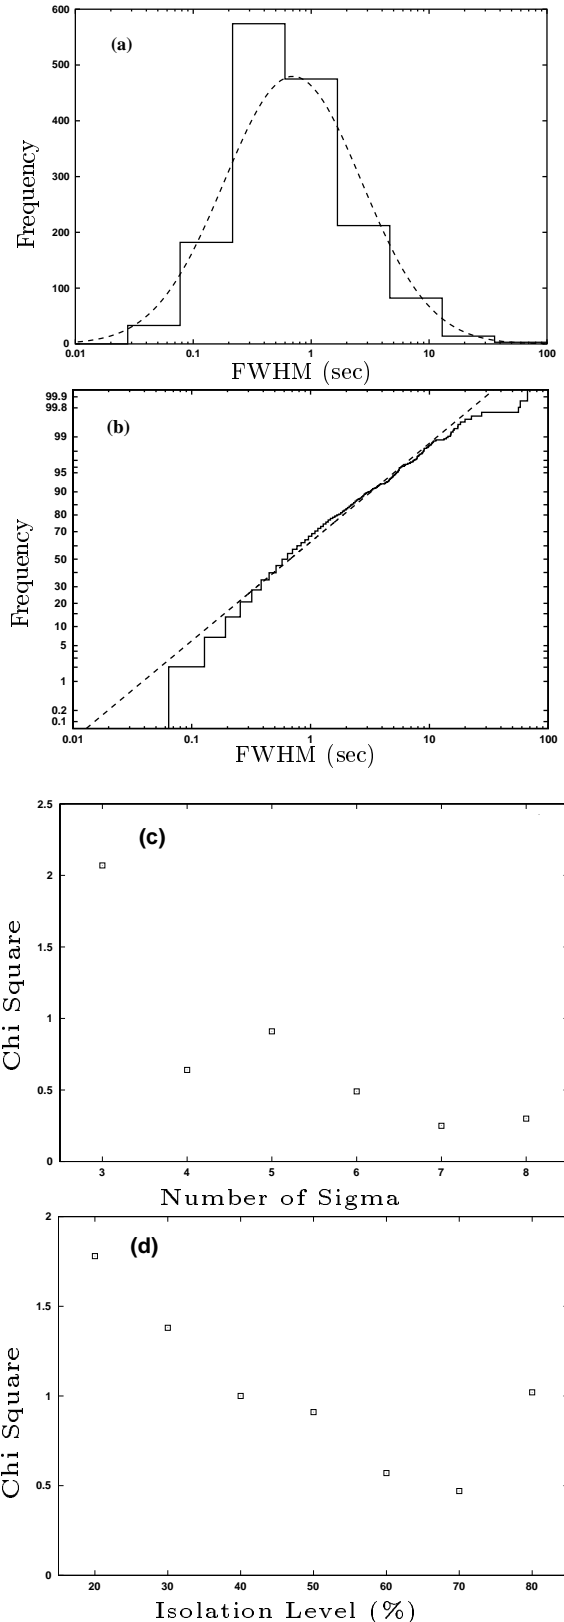 600
(a)
500
400
300
200
100
0
Frequency
0.01 0.1 1 10 100
FWHM (sec)
99.9
99.8
(b)
99
95
90
80
70
50
30
20
10
5
1
0.2
0.1
Frequency
0.01 0.1 1 10 100
FWHM (sec)
2.5
(c)
2
1.5
1
0.5
0
Chi Square
3 4 5 6 7 8
Number of Sigma
2
(d)
1.5
1
0.5
0
Chi Square
20 30 40 50 60 70 80
Isolation Level (%)